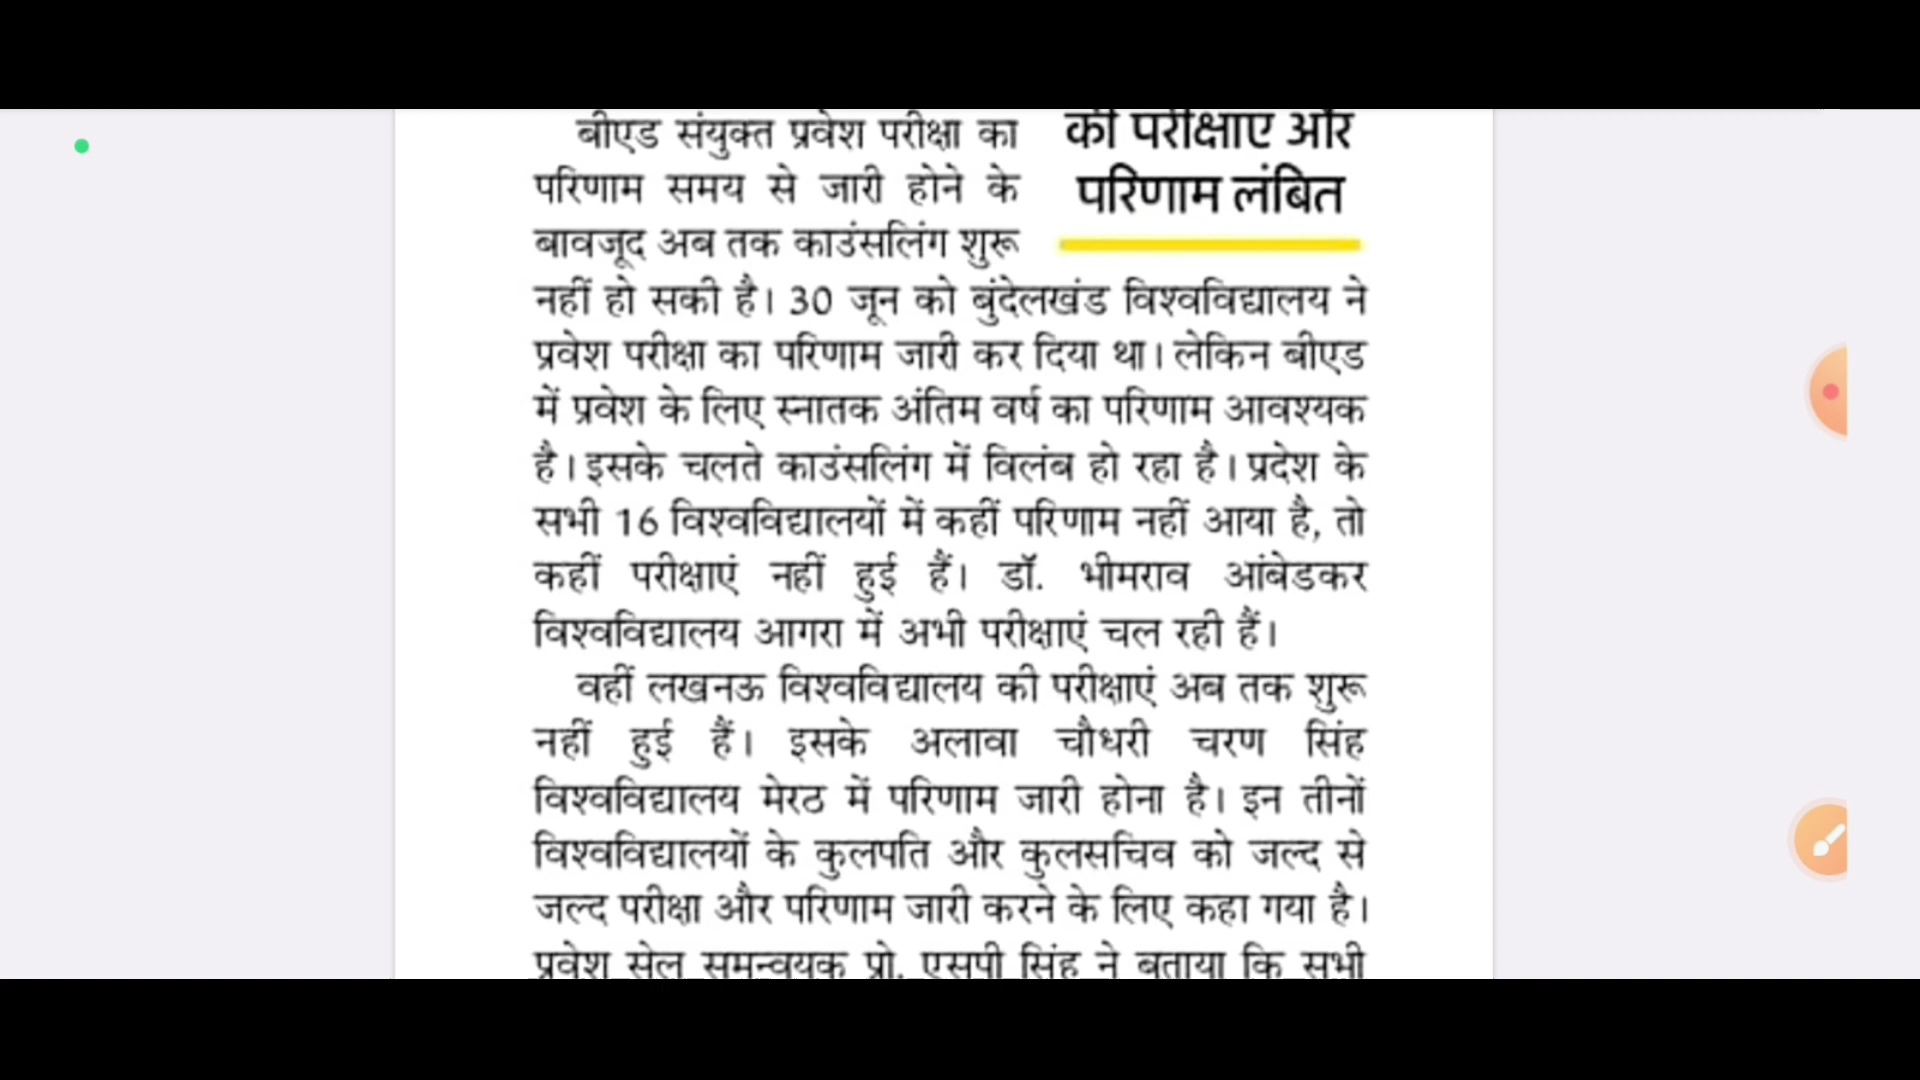 बीएड संयुक्त प्रवेश परीक्षा का
परिणाम समय से जारी होने के
बावजूद अब तक काउंसलिंग शुरू
की परीक्षाएं और
परिणाम लंबित
नहीं हो सकी है। 30 जून को बुंदेलखंड विश्वविद्यालय ने
प्रवेश परीक्षा का परिणाम जारी कर दिया था। लेकिन बीएड
में प्रवेश के लिए स्नातक अंतिम वर्ष का परिणाम आवश्यक
है। इसके चलते काउंसलिंग में विलंब हो रहा है। प्रदेश के
सभी 16 विश्वविद्यालयों में कहीं परिणाम नहीं आया है, तो
कहीं परीक्षाएं नहीं हुई हैं। डॉ. भीमराव आंबेडकर
विश्वविद्यालय आगरा में अभी परीक्षाएं चल रही हैं।
वहीं लखनऊ विश्वविद्यालय की परीक्षाएं अब तक शुरू
नहीं हुई हैं। इसके अलावा चौधरी चरण सिंह
विश्वविद्यालय मेरठ में परिणाम जारी होना है। इन तीनों
विश्वविद्यालयों के कुलपति और कुलसचिव को जल्द से
जल्द परीक्षा और परिणाम जारी करने के लिए कहा गया है।
प्रवेश सेल समन्वयक प्रो. एसपी सिंह ने बताया कि सभी